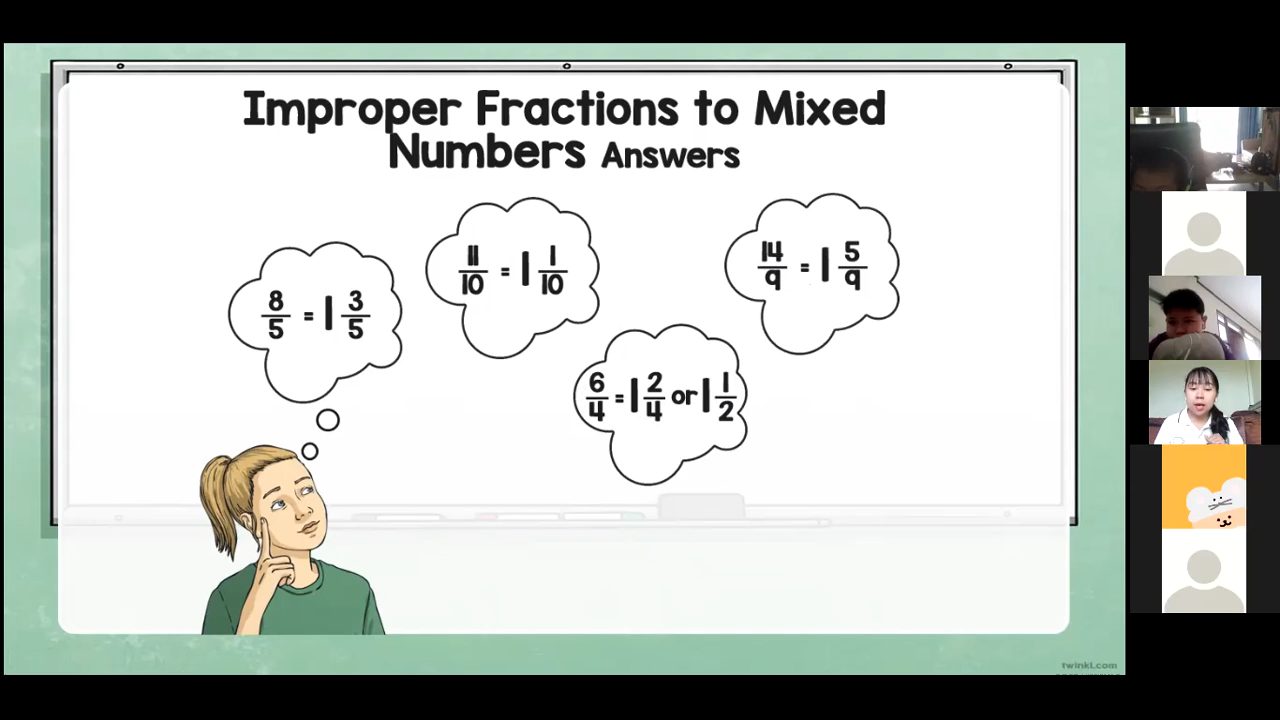 Improper Fractions to Mixed
Numbers Answers
8/5 = 1 3/5
11/10 = 1 1/10
14/9 = 1 5/9
6/4 = 1 2/4 or 1 1/2
twinkl.com